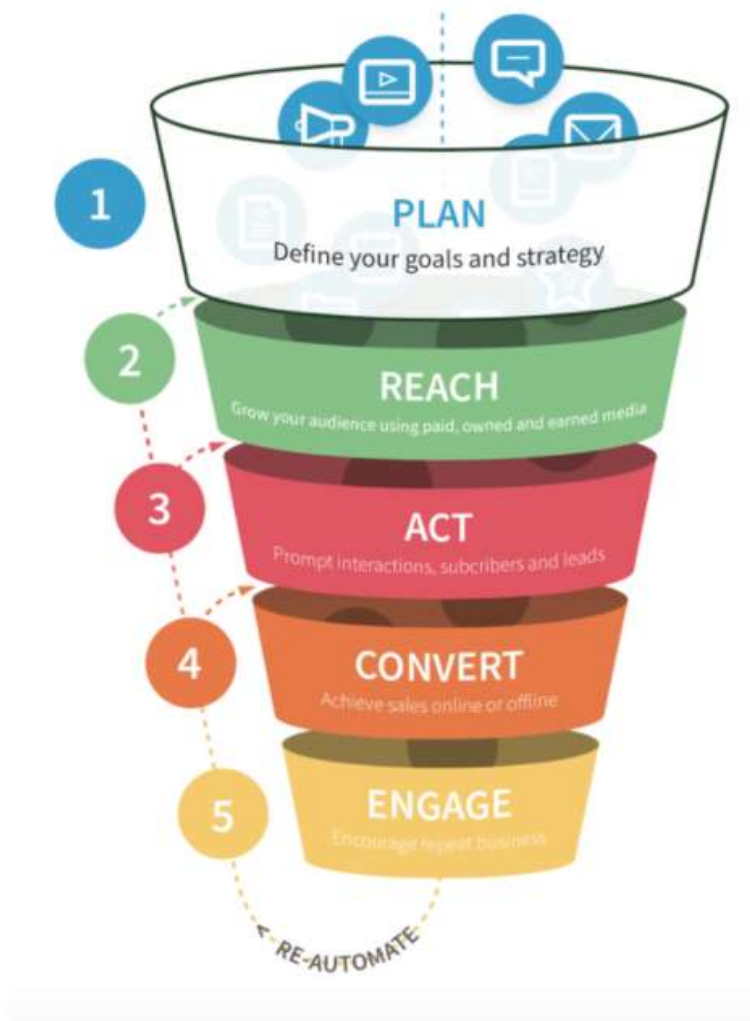 1
PLAN
Define your goals and strategy
2
REACH
Grow your audience using paid, owned and earned media
3
ACT
Prompt interactions, subcribers and leads
4
CONVERT
Achieve sales online or offline
5
ENGAGE
Encourage repeat business
< RE-AUTOMATE